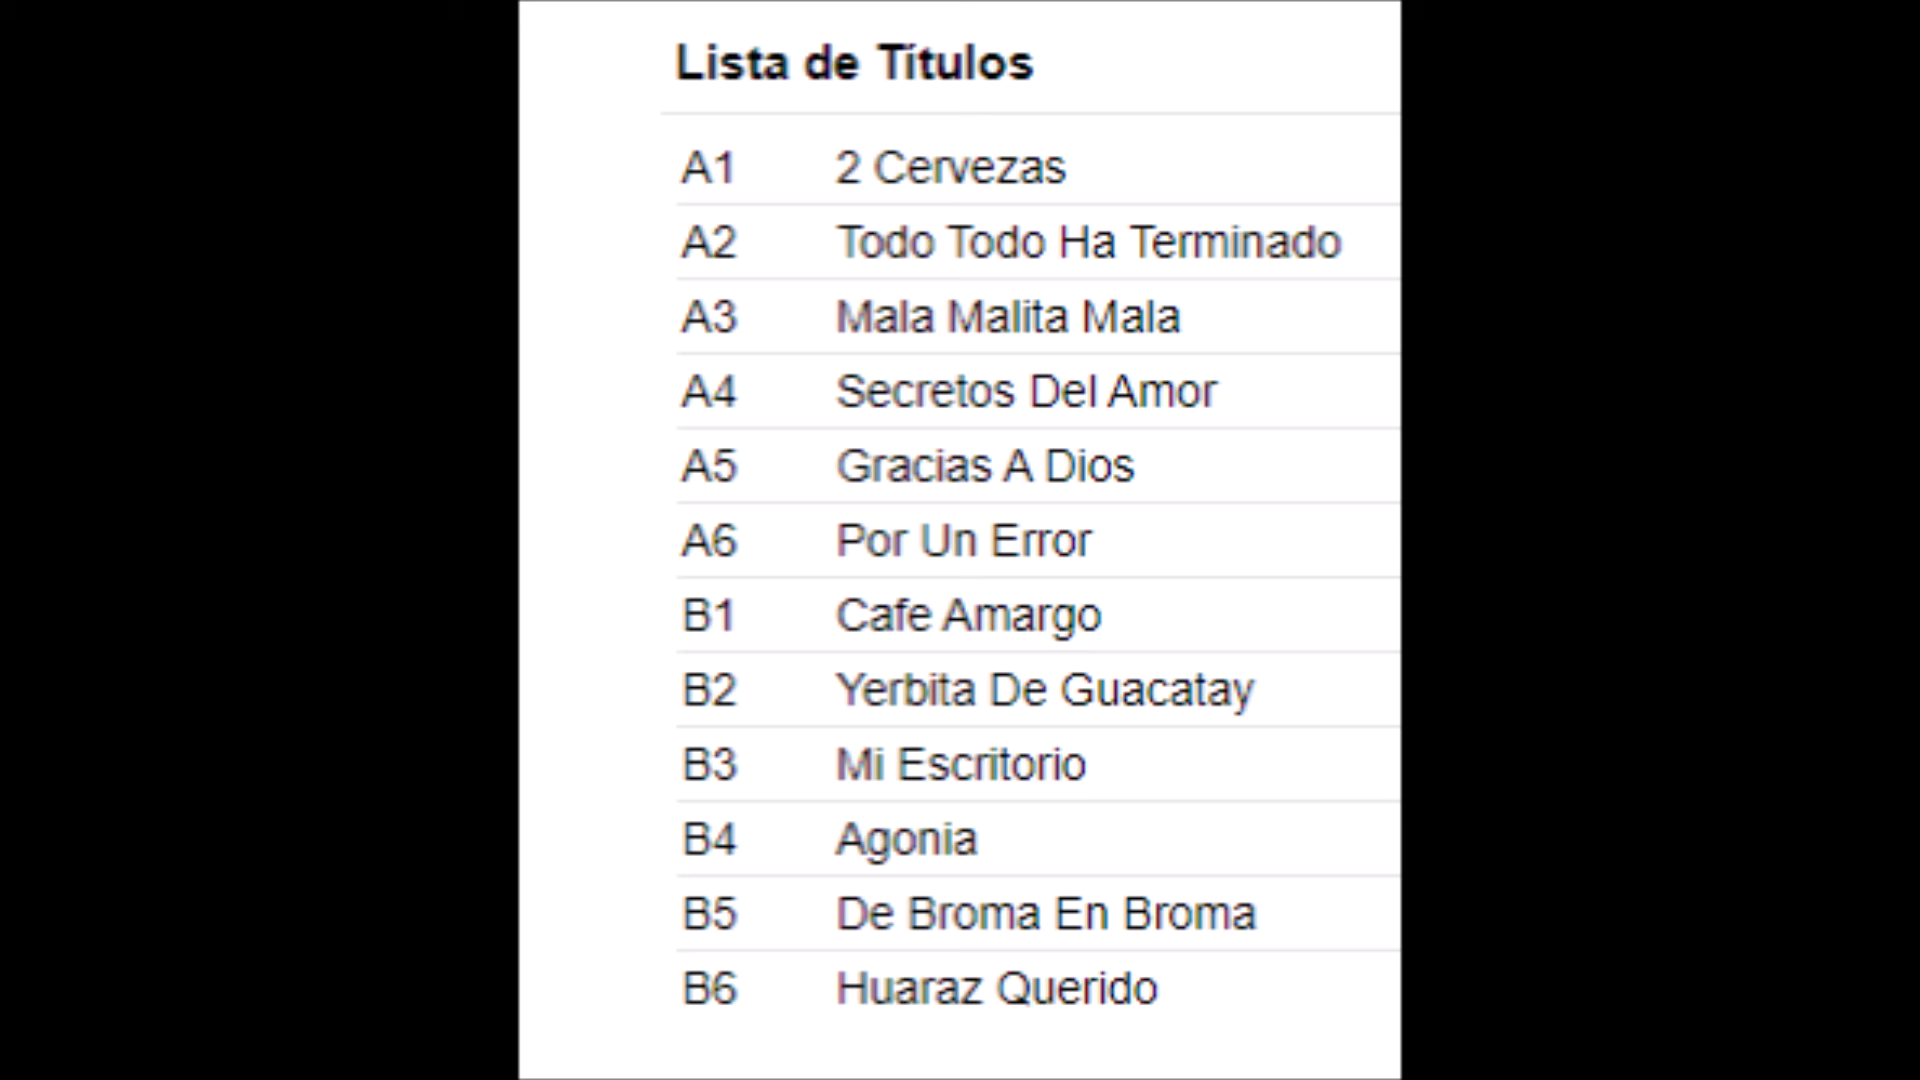 Lista de Títulos
A1 2 Cervezas
A2 Todo Todo Ha Terminado
A3 Mala Malita Mala
A4 Secretos Del Amor
A5 Gracias A Dios
A6 Por Un Error
B1 Cafe Amargo
B2 Yerbita De Guacatay
B3 Mi Escritorio
B4 Agonia
B5 De Broma En Broma
B6 Huaraz Querido